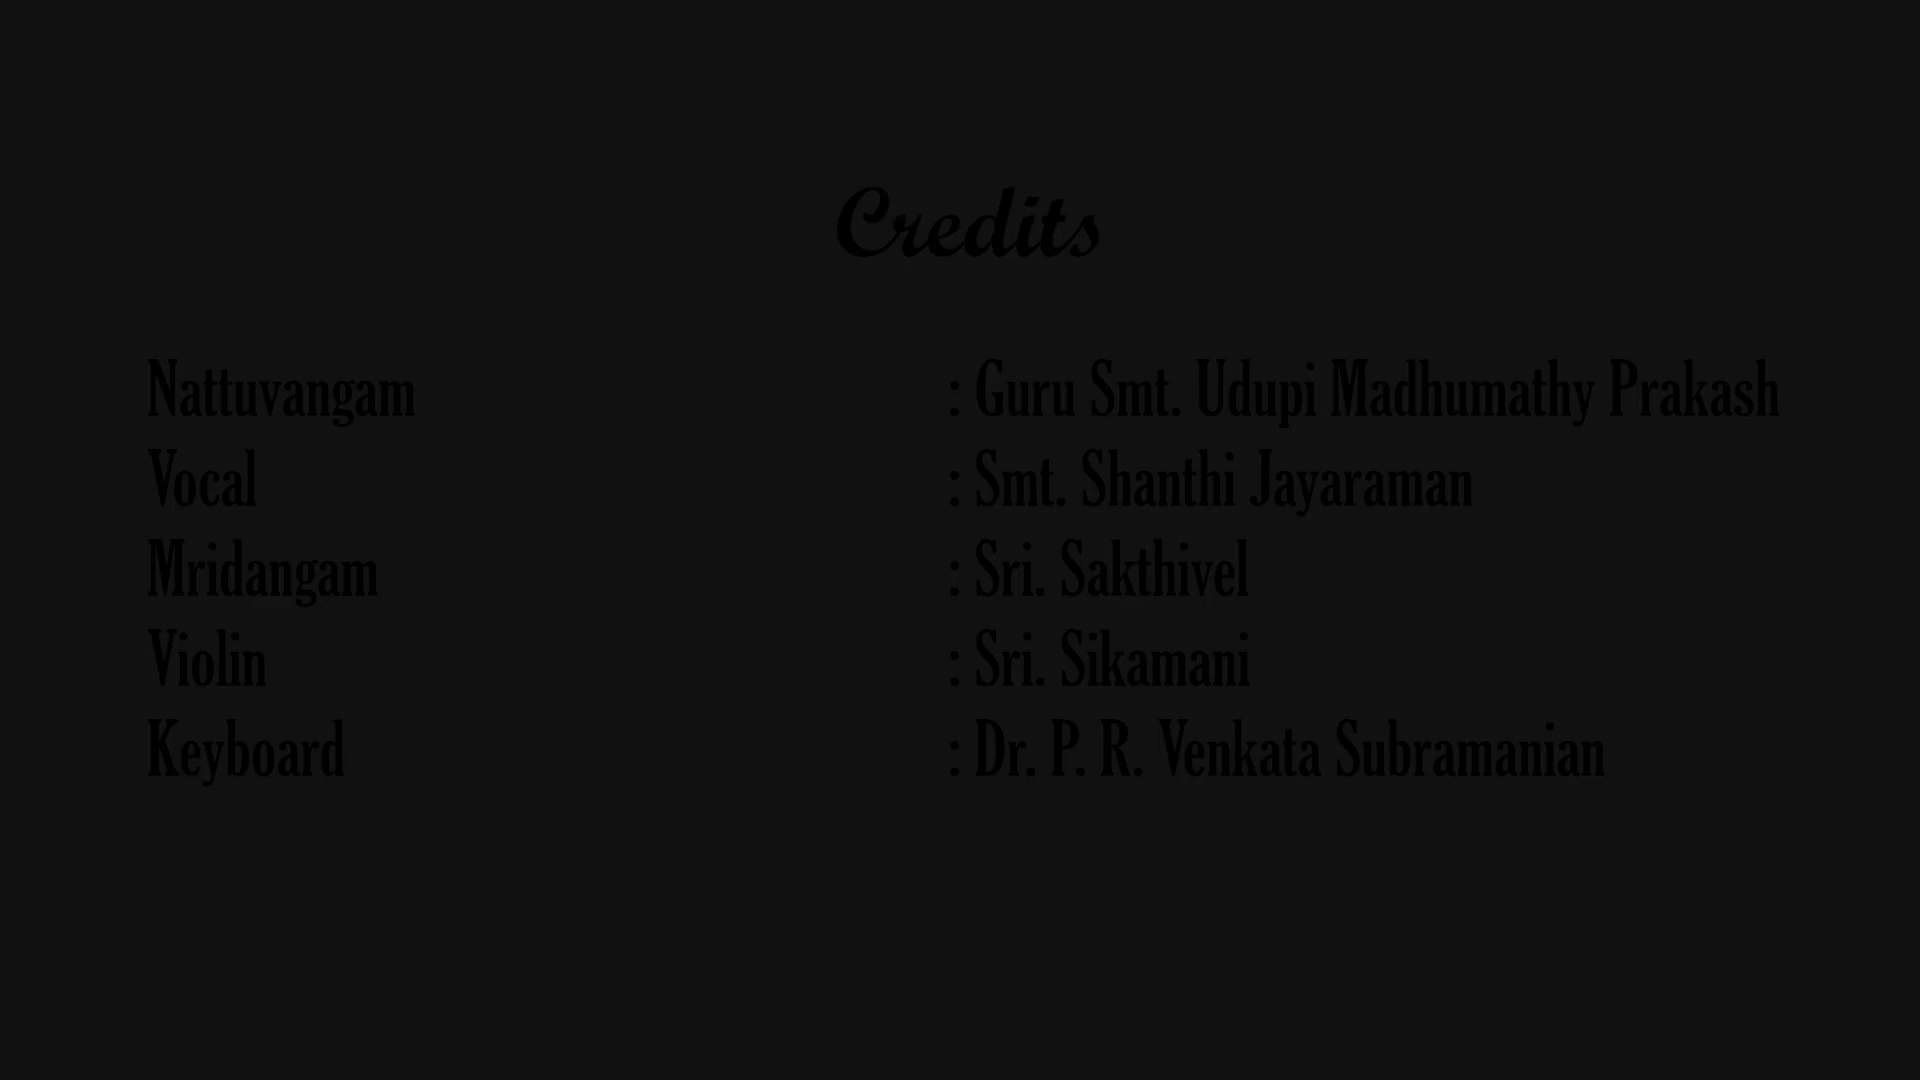 Credits
Nattuvangam : Guru Smt. Udupi Madhumathy Prakash
Vocal : Smt. Shanthi Jayaraman
Mridangam : Sri. Sakthivel
Violin : Sri. Sikamani
Keyboard : Dr. P. R. Venkata Subramanian